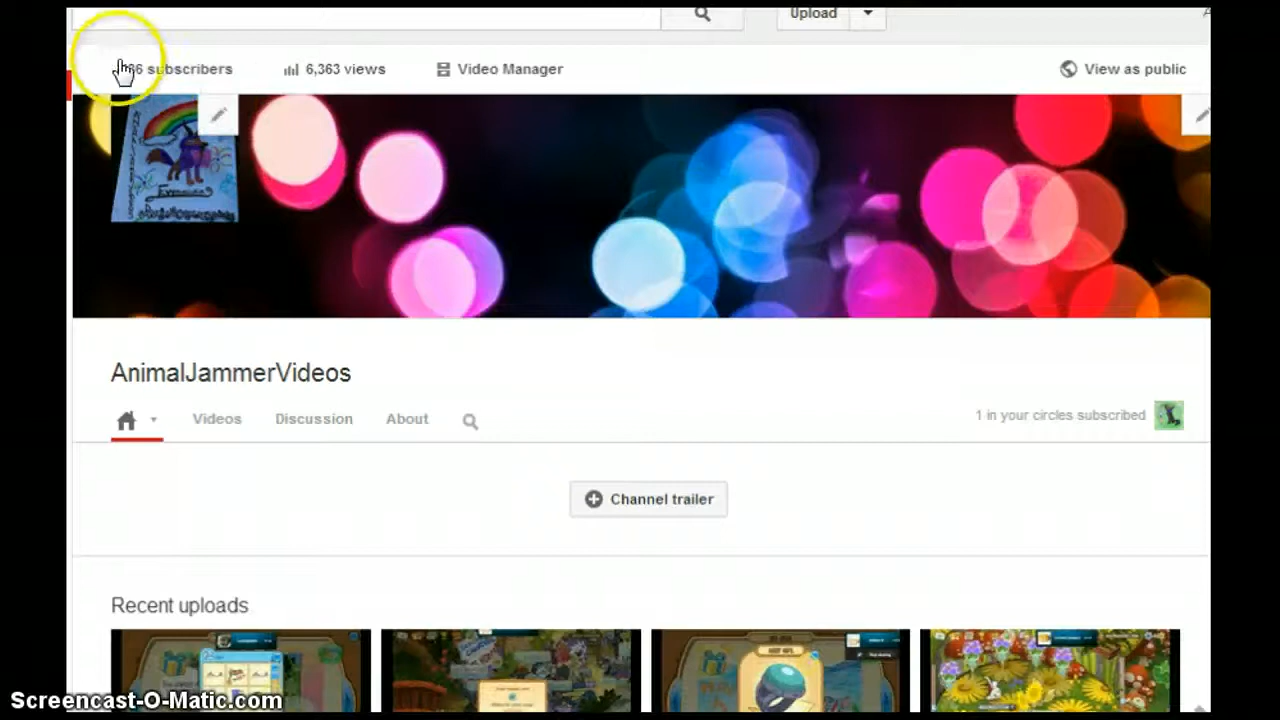 Upload
subscribers
6,363 views
Video Manager
View as public
AnimalJammerVideos
Videos
Discussion
About
1 in your circles subscribed
Channel trailer
Recent uploads
Screencast-O-Matic.com